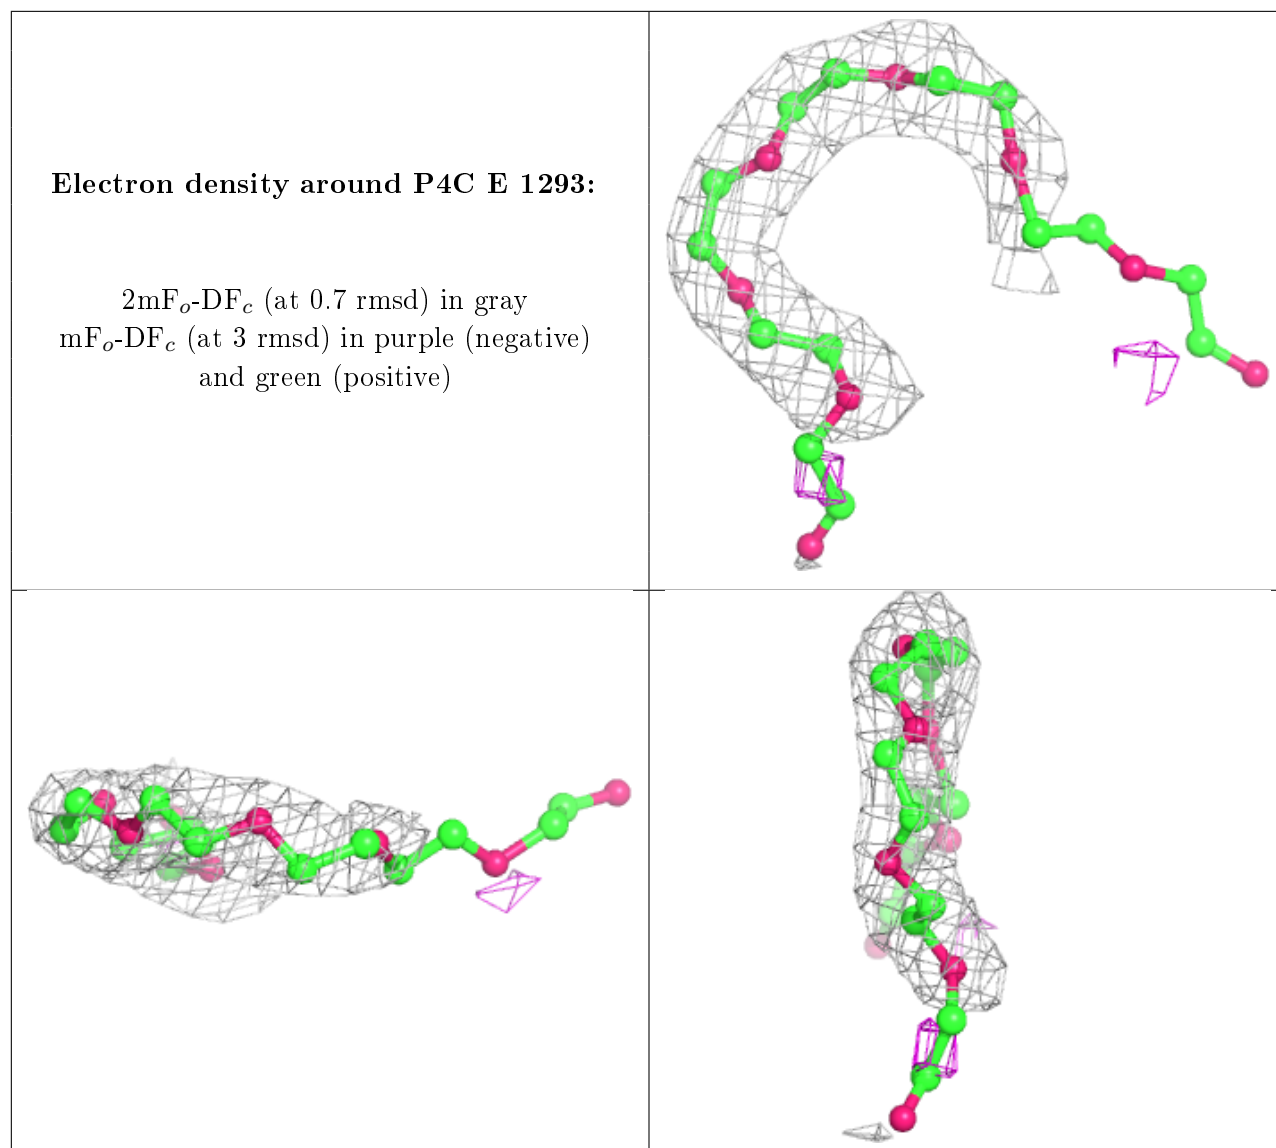 Electron density around P4C E 1293:
2mFo-DFc (at 0.7 rmsd) in gray
mFo-DFc (at 3 rmsd) in purple (negative)
and green (positive)